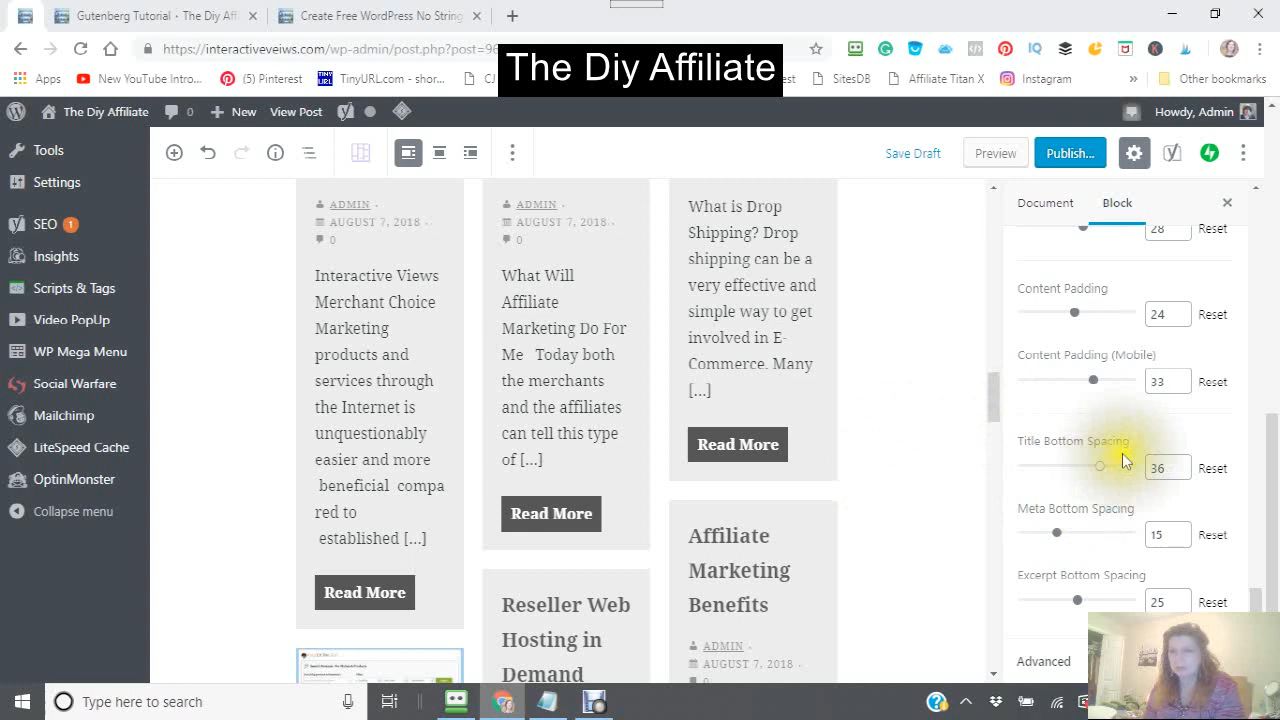 Gutenberg Tutorial - The Diy Affi
Create Free WordPress No String
https://interactiveveiws.com/wp-admin/post.php?post=96
The Diy Affiliate
Apps
New YouTube Intro...
(5) Pinterest
TinyURL.com - shor...
CJ
SitesDB
Affiliate Titan X
Instagram
Other bookmarks
The DIY Affiliate
0
New
View Post
Howdy, Admin
Tools
Settings
SEO 1
Insights
Scripts & Tags
Video PopUp
WP Mega Menu
Social Warfare
Mailchimp
LiteSpeed Cache
OptinMonster
Collapse menu
Save Draft
Preview
Publish...
ADMIN
AUGUST 7, 2018
0
Interactive Views
Merchant Choice
Marketing
products and
services through
the Internet is
unquestionably
easier and more
beneficial compa
red to
established [...]
Read More
ADMIN
AUGUST 7, 2018
0
What Will
Affiliate
Marketing Do For
Me Today both
the merchants
and the affiliates
can tell this type
of [...]
Read More
Reseller Web
Hosting in
Demand
What is Drop
Shipping? Drop
shipping can be a
very effective and
simple way to get
involved in E-
Commerce. Many
[...]
Read More
Affiliate
Marketing
Benefits
ADMIN
AUGUST 7, 2018
Document
Block
28 Reset
Content Padding
24 Reset
Content Padding (Mobile)
33 Reset
Title Bottom Spacing
36 Reset
Meta Bottom Spacing
15 Reset
Excerpt Bottom Spacing
25 Reset
Advanced
Type here to search